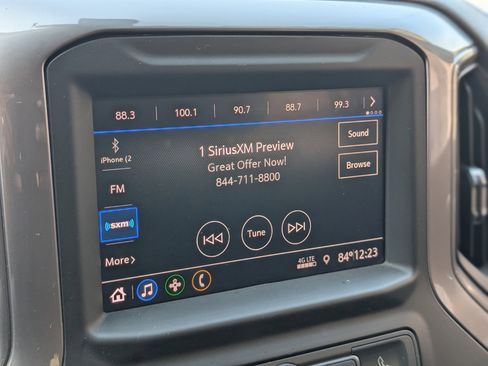 88.3 100.1 90.7 88.7 99.3
iPhone (2
1 SiriusXM Preview
Great Offer Now!
844-711-8800
Sound
Browse
FM
sxm
Tune
More
4G LTE
84° 12:23